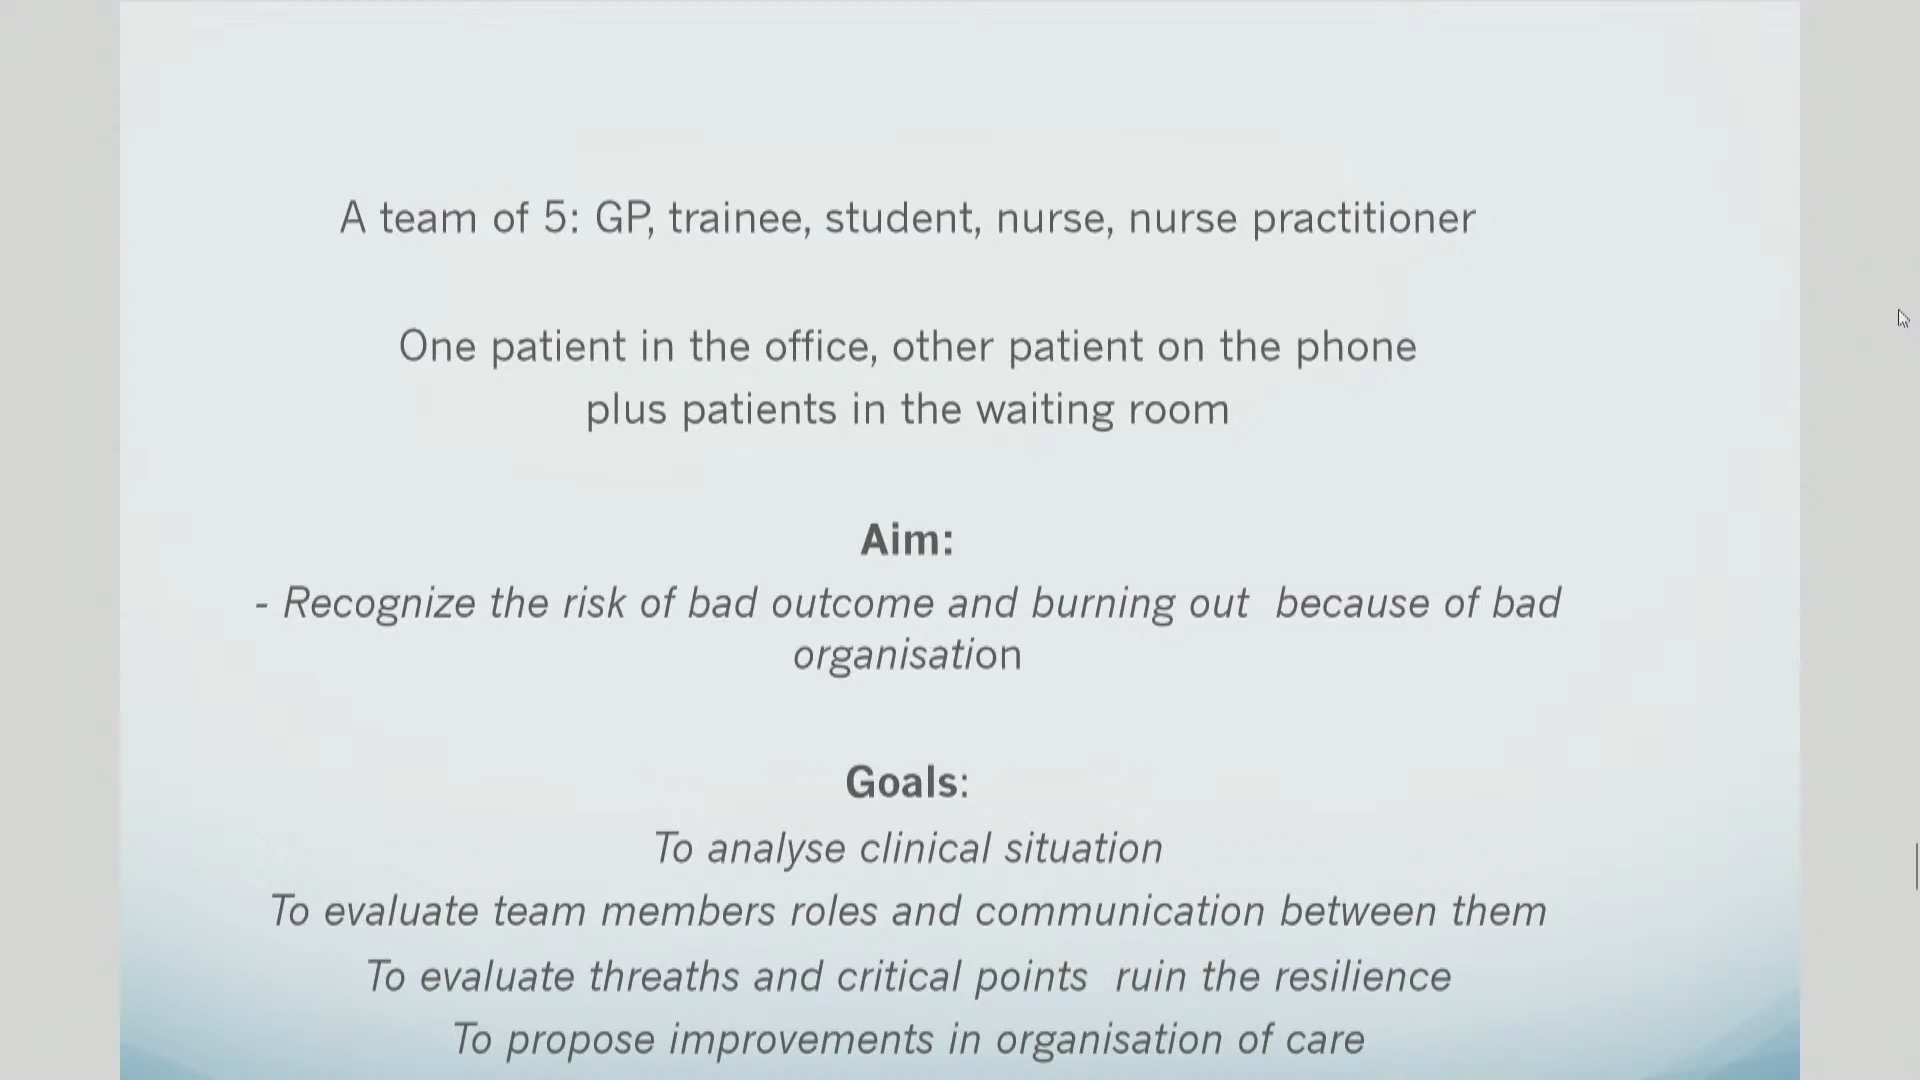 A team of 5: GP, trainee, student, nurse, nurse practitioner
One patient in the office, other patient on the phone
plus patients in the waiting room
Aim:
- Recognize the risk of bad outcome and burning out  because of bad
organisation
Goals:
To analyse clinical situation
To evaluate team members roles and communication between them
To evaluate threaths and critical points  ruin the resilience
To propose improvements in organisation of care